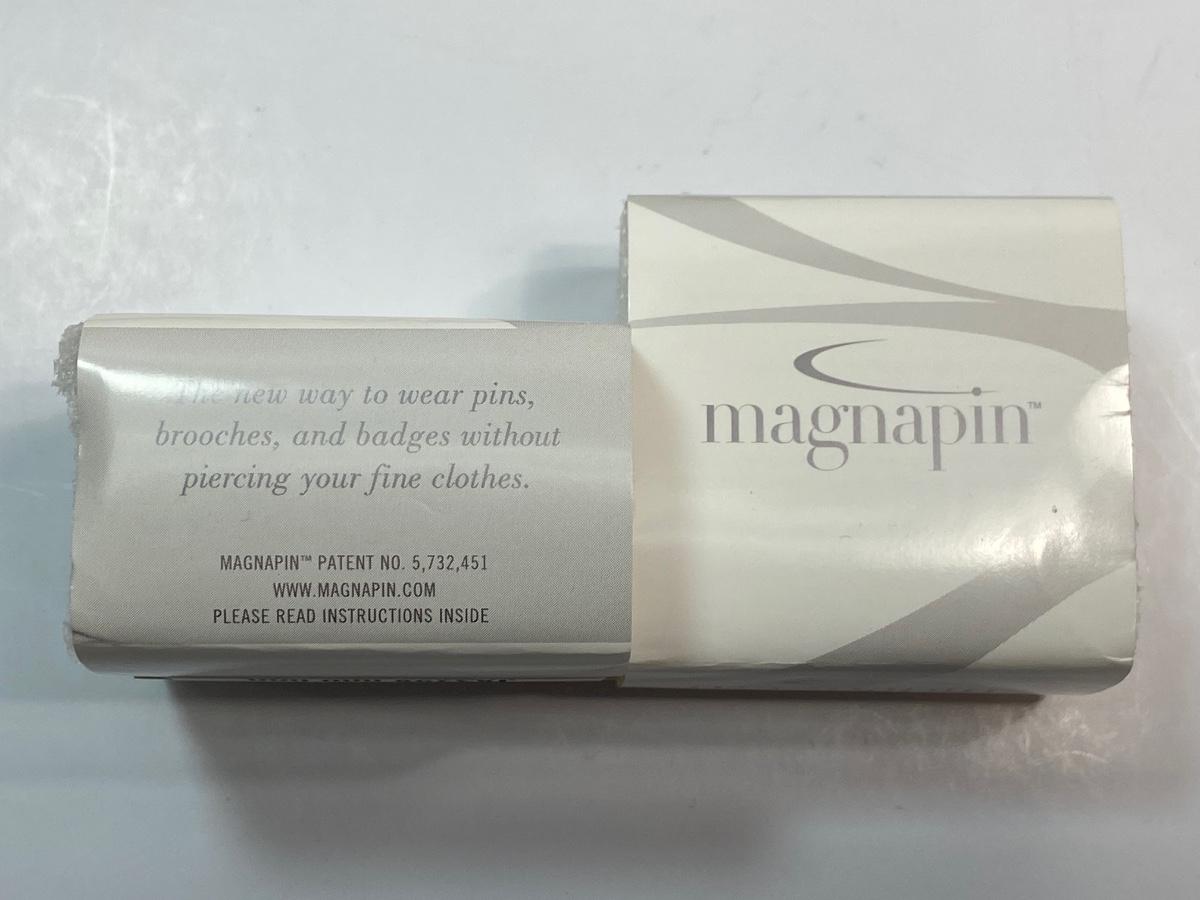 The new way to wear pins,
brooches, and badges without
piercing your fine clothes.
MAGNAPIN™ PATENT NO. 5,732,451
WWW.MAGNAPIN.COM
PLEASE READ INSTRUCTIONS INSIDE
magnapin™